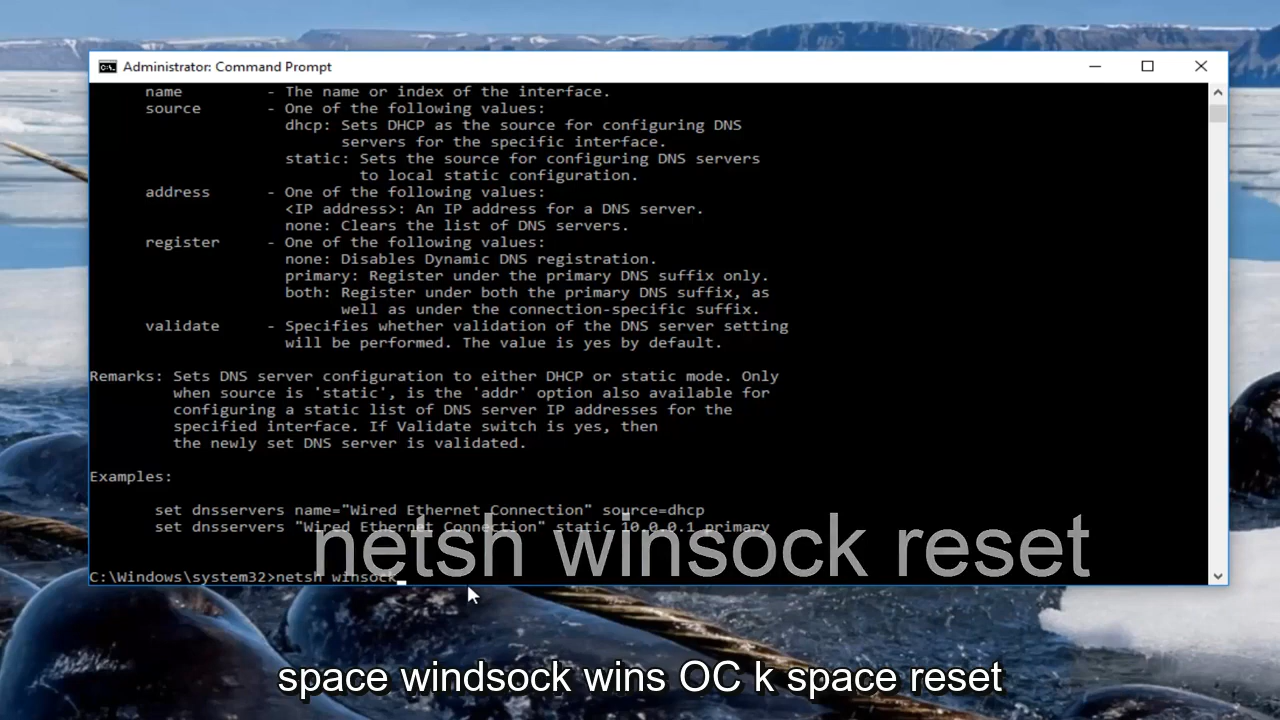 Administrator: Command Prompt
name - The name or index of the interface.
source - One of the following values:
dhcp: Sets DHCP as the source for configuring DNS
servers for the specific interface.
static: Sets the source for configuring DNS servers
to local static configuration.
address - One of the following values:
<IP address>: An IP address for a DNS server.
none: Clears the list of DNS servers.
register - One of the following values:
none: Disables Dynamic DNS registration.
primary: Register under the primary DNS suffix only.
both: Register under both the primary DNS suffix, as
well as under the connection-specific suffix.
validate - Specifies whether validation of the DNS server setting
will be performed. The value is yes by default.
Remarks: Sets DNS server configuration to either DHCP or static mode. Only
when source is 'static', is the 'addr' option also available for
configuring a static list of DNS server IP addresses for the
specified interface. If Validate switch is yes, then
the newly set DNS server is validated.
Examples:
set dnsservers name="Wired Ethernet Connection" source=dhcp
set dnsservers "Wired Ethernet Connection" static 10.0.0.1 primary
netsh winsock reset
C:\Windows\system32>netsh winsock
space windsock wins OC k space reset